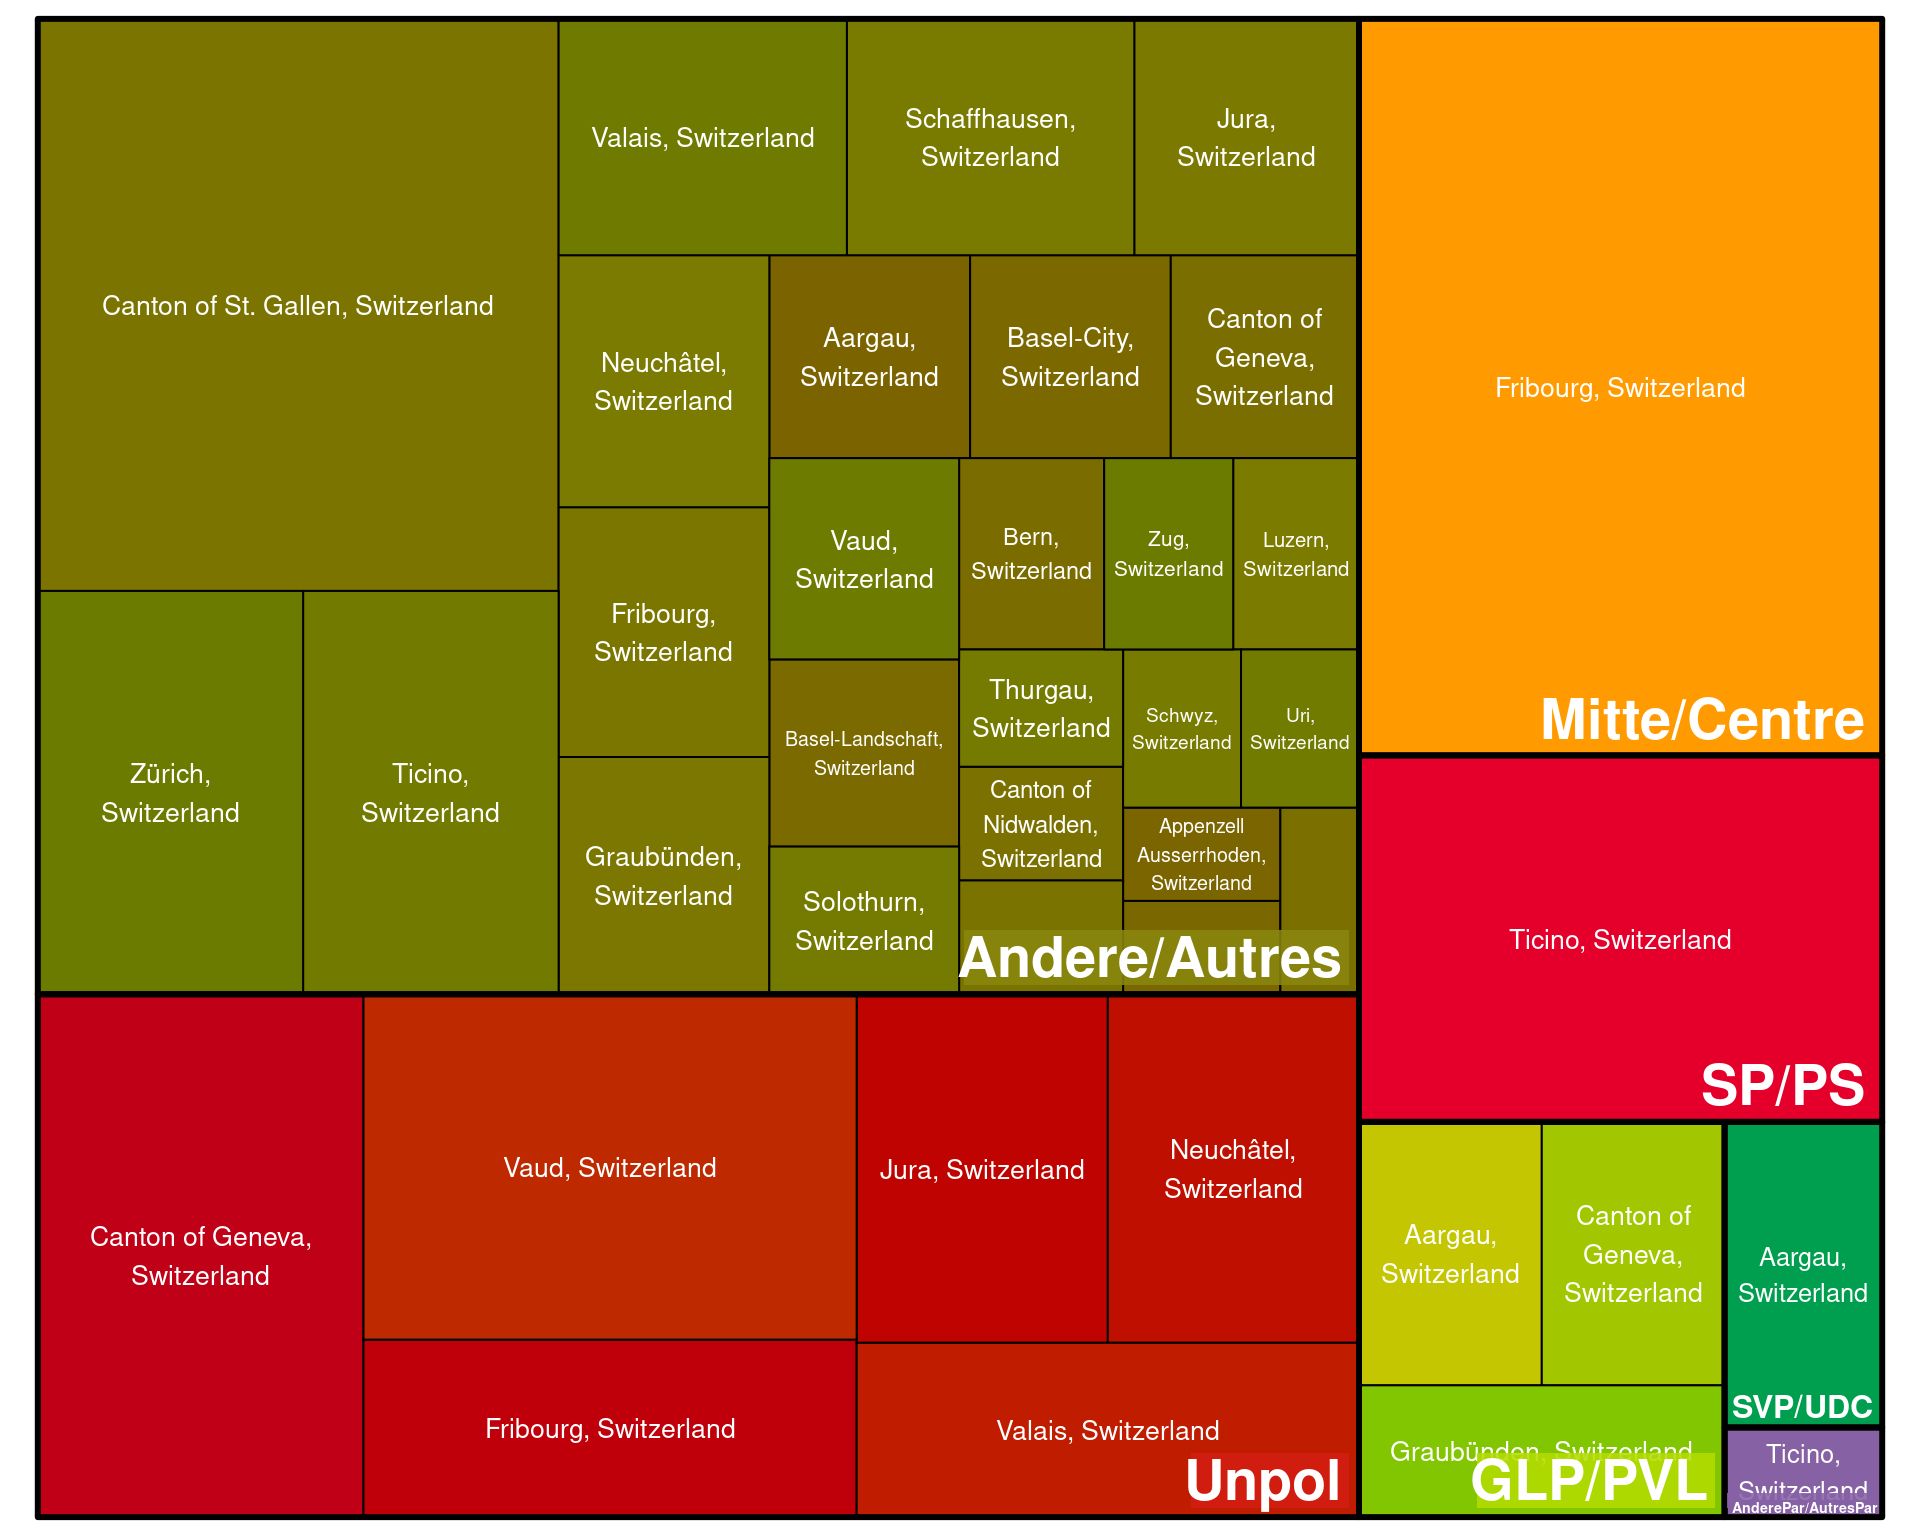 Canton of St. Gallen, Switzerland
Valais, Switzerland
Schaffhausen,
Switzerland
Jura,
Switzerland
Neuchâtel,
Switzerland
Aargau,
Switzerland
Basel-City,
Switzerland
Canton of
Geneva,
Switzerland
Fribourg,
Switzerland
Vaud,
Switzerland
Bern,
Switzerland
Zug,
Switzerland
Luzern,
Switzerland
Zürich,
Switzerland
Ticino,
Switzerland
Graubünden,
Switzerland
Basel-Landschaft,
Switzerland
Solothurn,
Switzerland
Thurgau,
Switzerland
Schwyz,
Switzerland
Uri,
Switzerland
Canton of
Nidwalden,
Switzerland
Appenzell
Ausserrhoden,
Switzerland
Andere/Autres
Fribourg, Switzerland
Mitte/Centre
Ticino, Switzerland
SP/PS
Canton of Geneva,
Switzerland
Vaud, Switzerland
Jura, Switzerland
Neuchâtel,
Switzerland
Fribourg, Switzerland
Valais, Switzerland
Unpol
Aargau,
Switzerland
Canton of
Geneva,
Switzerland
Graubünden, Switzerland
GLP/PVL
Aargau,
Switzerland
SVP/UDC
Ticino,
Switzerland
AnderePar/AutresPar